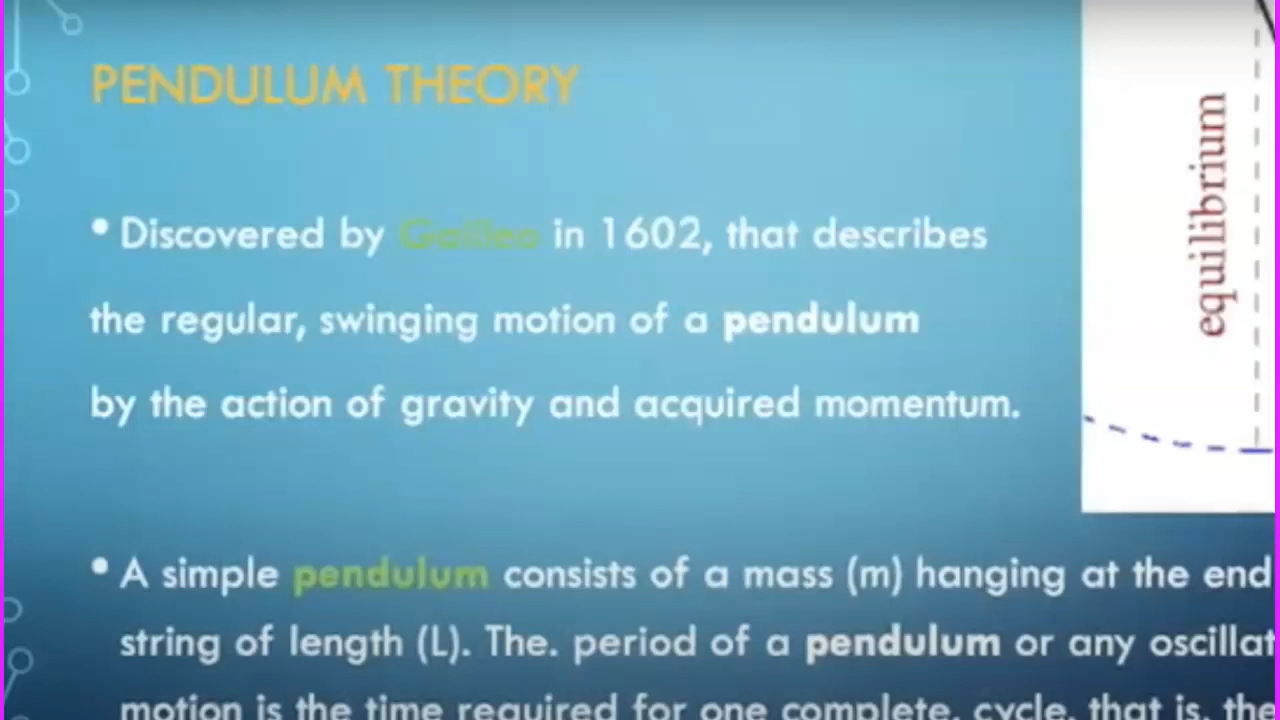 PENDULUM THEORY
• Discovered by Galileo in 1602, that describes
the regular, swinging motion of a pendulum
by the action of gravity and acquired momentum.
equilibrium
• A simple pendulum consists of a mass (m) hanging at the end
string of length (L). The. period of a pendulum or any oscillat
motion is the time required for one complete, cycle, that is, the